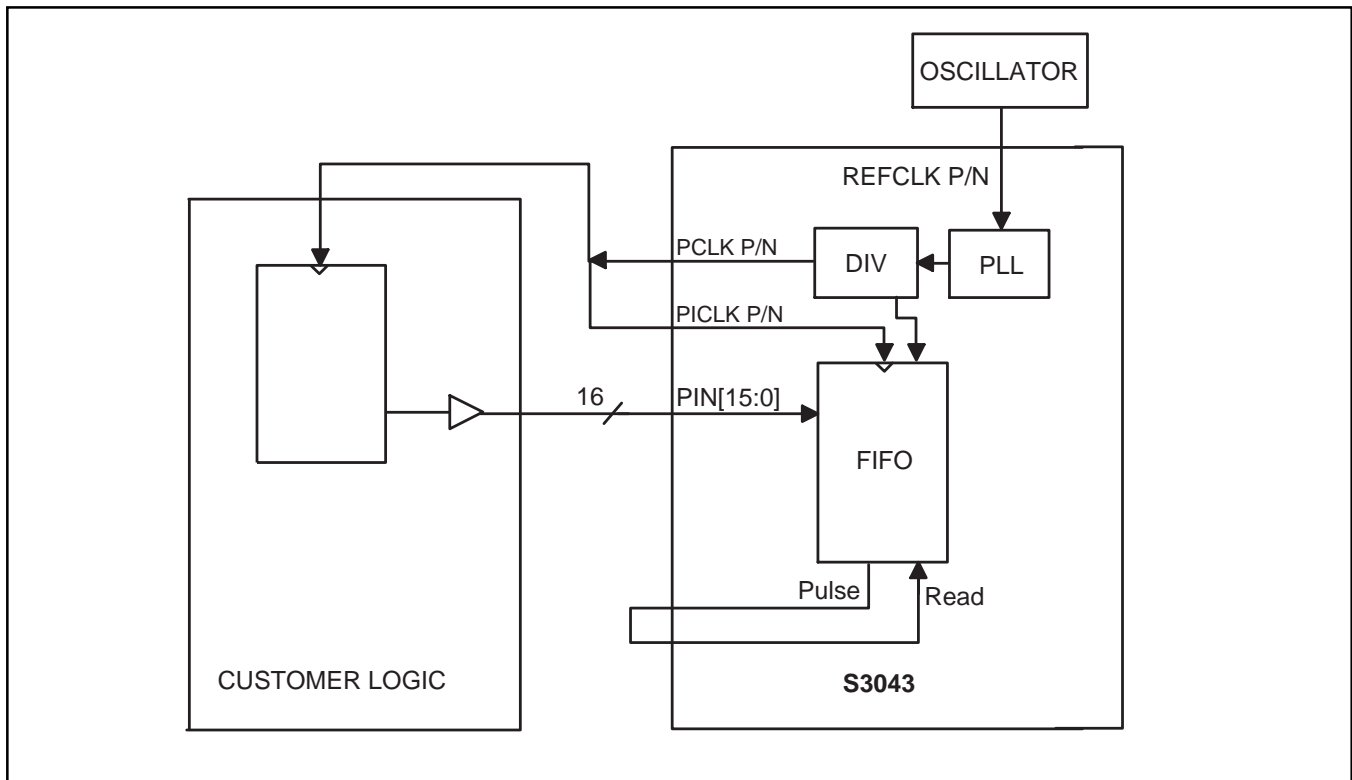 OSCILLATOR
REFCLK P/N
PCLK P/N
DIV
PLL
PICLK P/N
16
PIN[15:0]
FIFO
Pulse
Read
CUSTOMER LOGIC
S3043